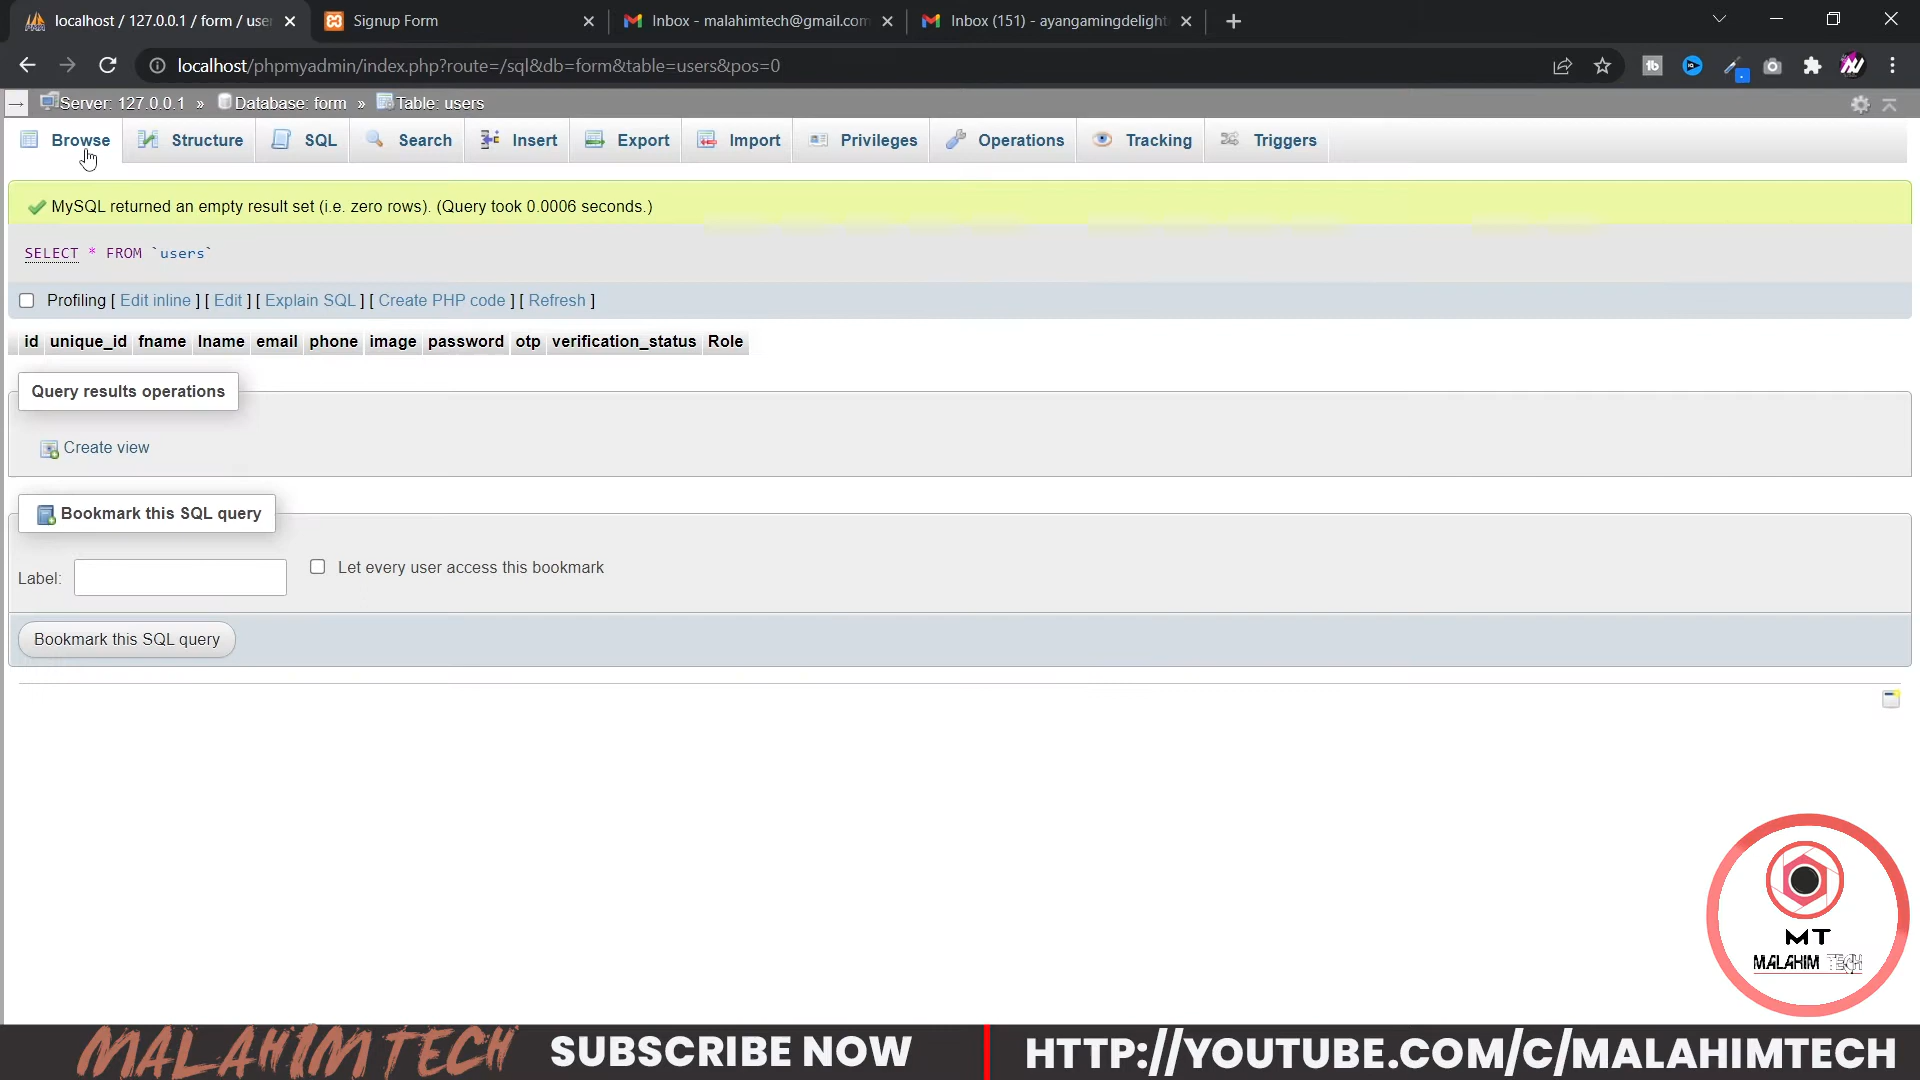 localhost / 127.0.0.1 / form / use
Signup Form
Inbox - malahimtech@gmail.com
Inbox (151) - ayangamingdelight
localhost/phpmyadmin/index.php?route=/sql&db=form&table=users&pos=0
Server: 127.0.0.1 » Database: form » Table: users
Browse Structure SQL Search Insert Export Import Privileges Operations Tracking Triggers
MySQL returned an empty result set (i.e. zero rows). (Query took 0.0006 seconds.)
SELECT * FROM `users`
Profiling [ Edit inline ] [ Edit ] [ Explain SQL ] [ Create PHP code ] [ Refresh ]
id unique_id fname lname email phone image password otp verification_status Role
Query results operations
Create view
Bookmark this SQL query
Label:
Let every user access this bookmark
Bookmark this SQL query
MT
MALAHIM TECH
MALAHIM TECH SUBSCRIBE NOW HTTP://YOUTUBE.COM/C/MALAHIMTECH